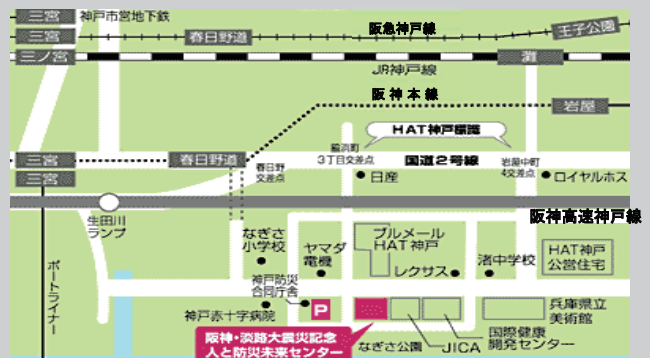 三宮
神戸市営地下鉄
三宮
春日野道
阪急神戸線
王子公園
三ノ宮
灘
JR神戸線
阪神本線
岩屋
HAT神戸標識
脇浜町
3丁目交差点
国道2号線
岩屋中町
4交差点
三宮
春日野道
春日野
交差点
三宮
日産
ロイヤルホス
生田川
ランプ
阪神高速神戸線
なぎさ
小学校
ヤマダ
電機
ブルメール
HAT神戸
レクサス
渚中学校
HAT神戸
公営住宅
ポートライナー
神戸防災
合同庁舎
P
神戸赤十字病院
兵庫県立
美術館
阪神・淡路大震災記念
人と防災未来センター
なぎさ公園
JICA
国際健康
開発センター